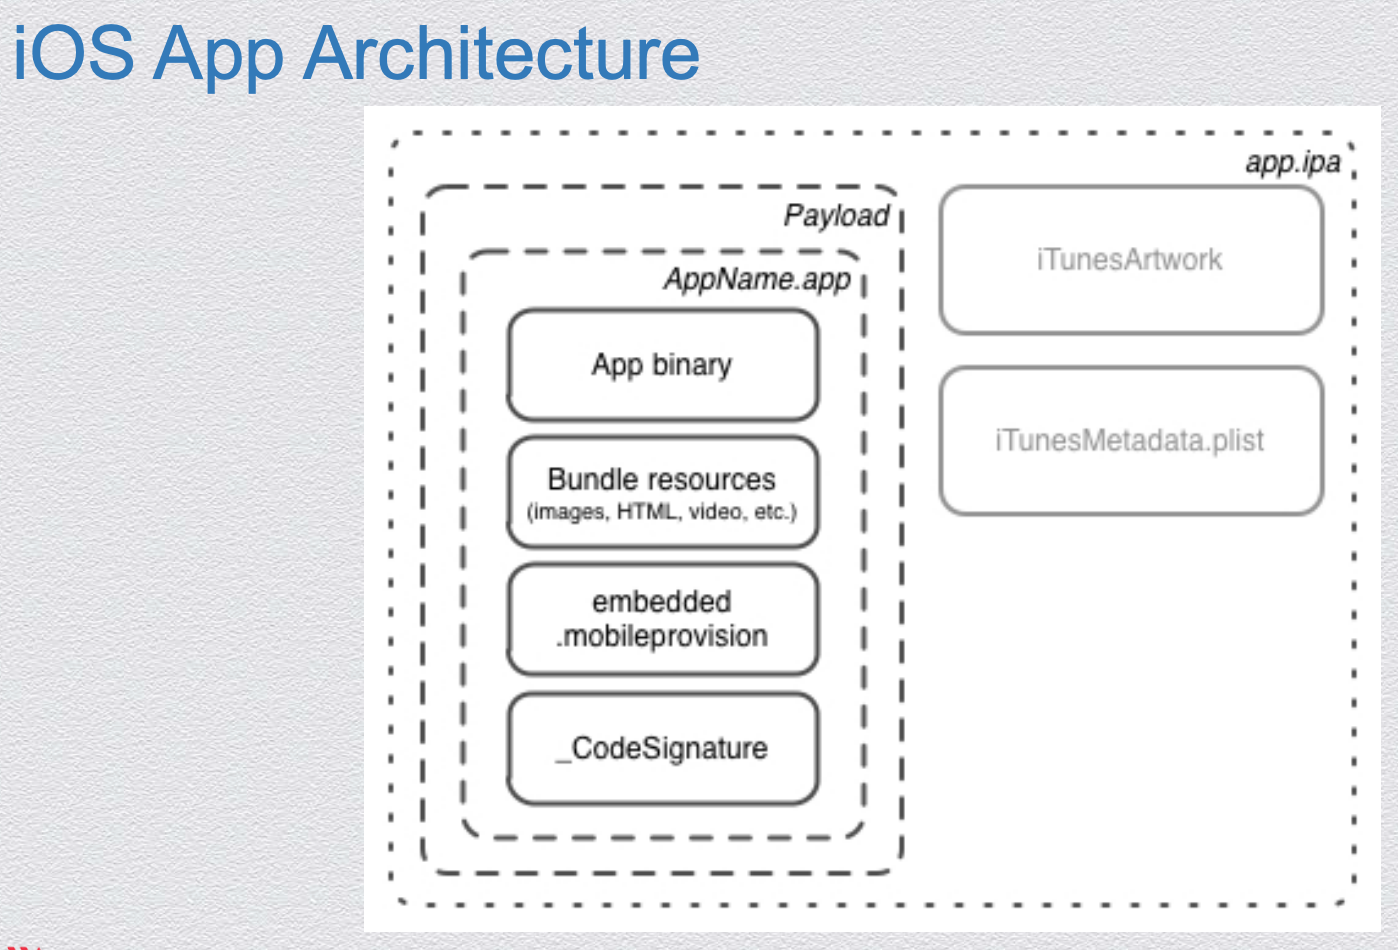 iOS App Architecture
app.ipa
Payload
AppName.app
App binary
Bundle resources
(images, HTML, video, etc.)
embedded
.mobileprovision
_CodeSignature
iTunesArtwork
iTunesMetadata.plist